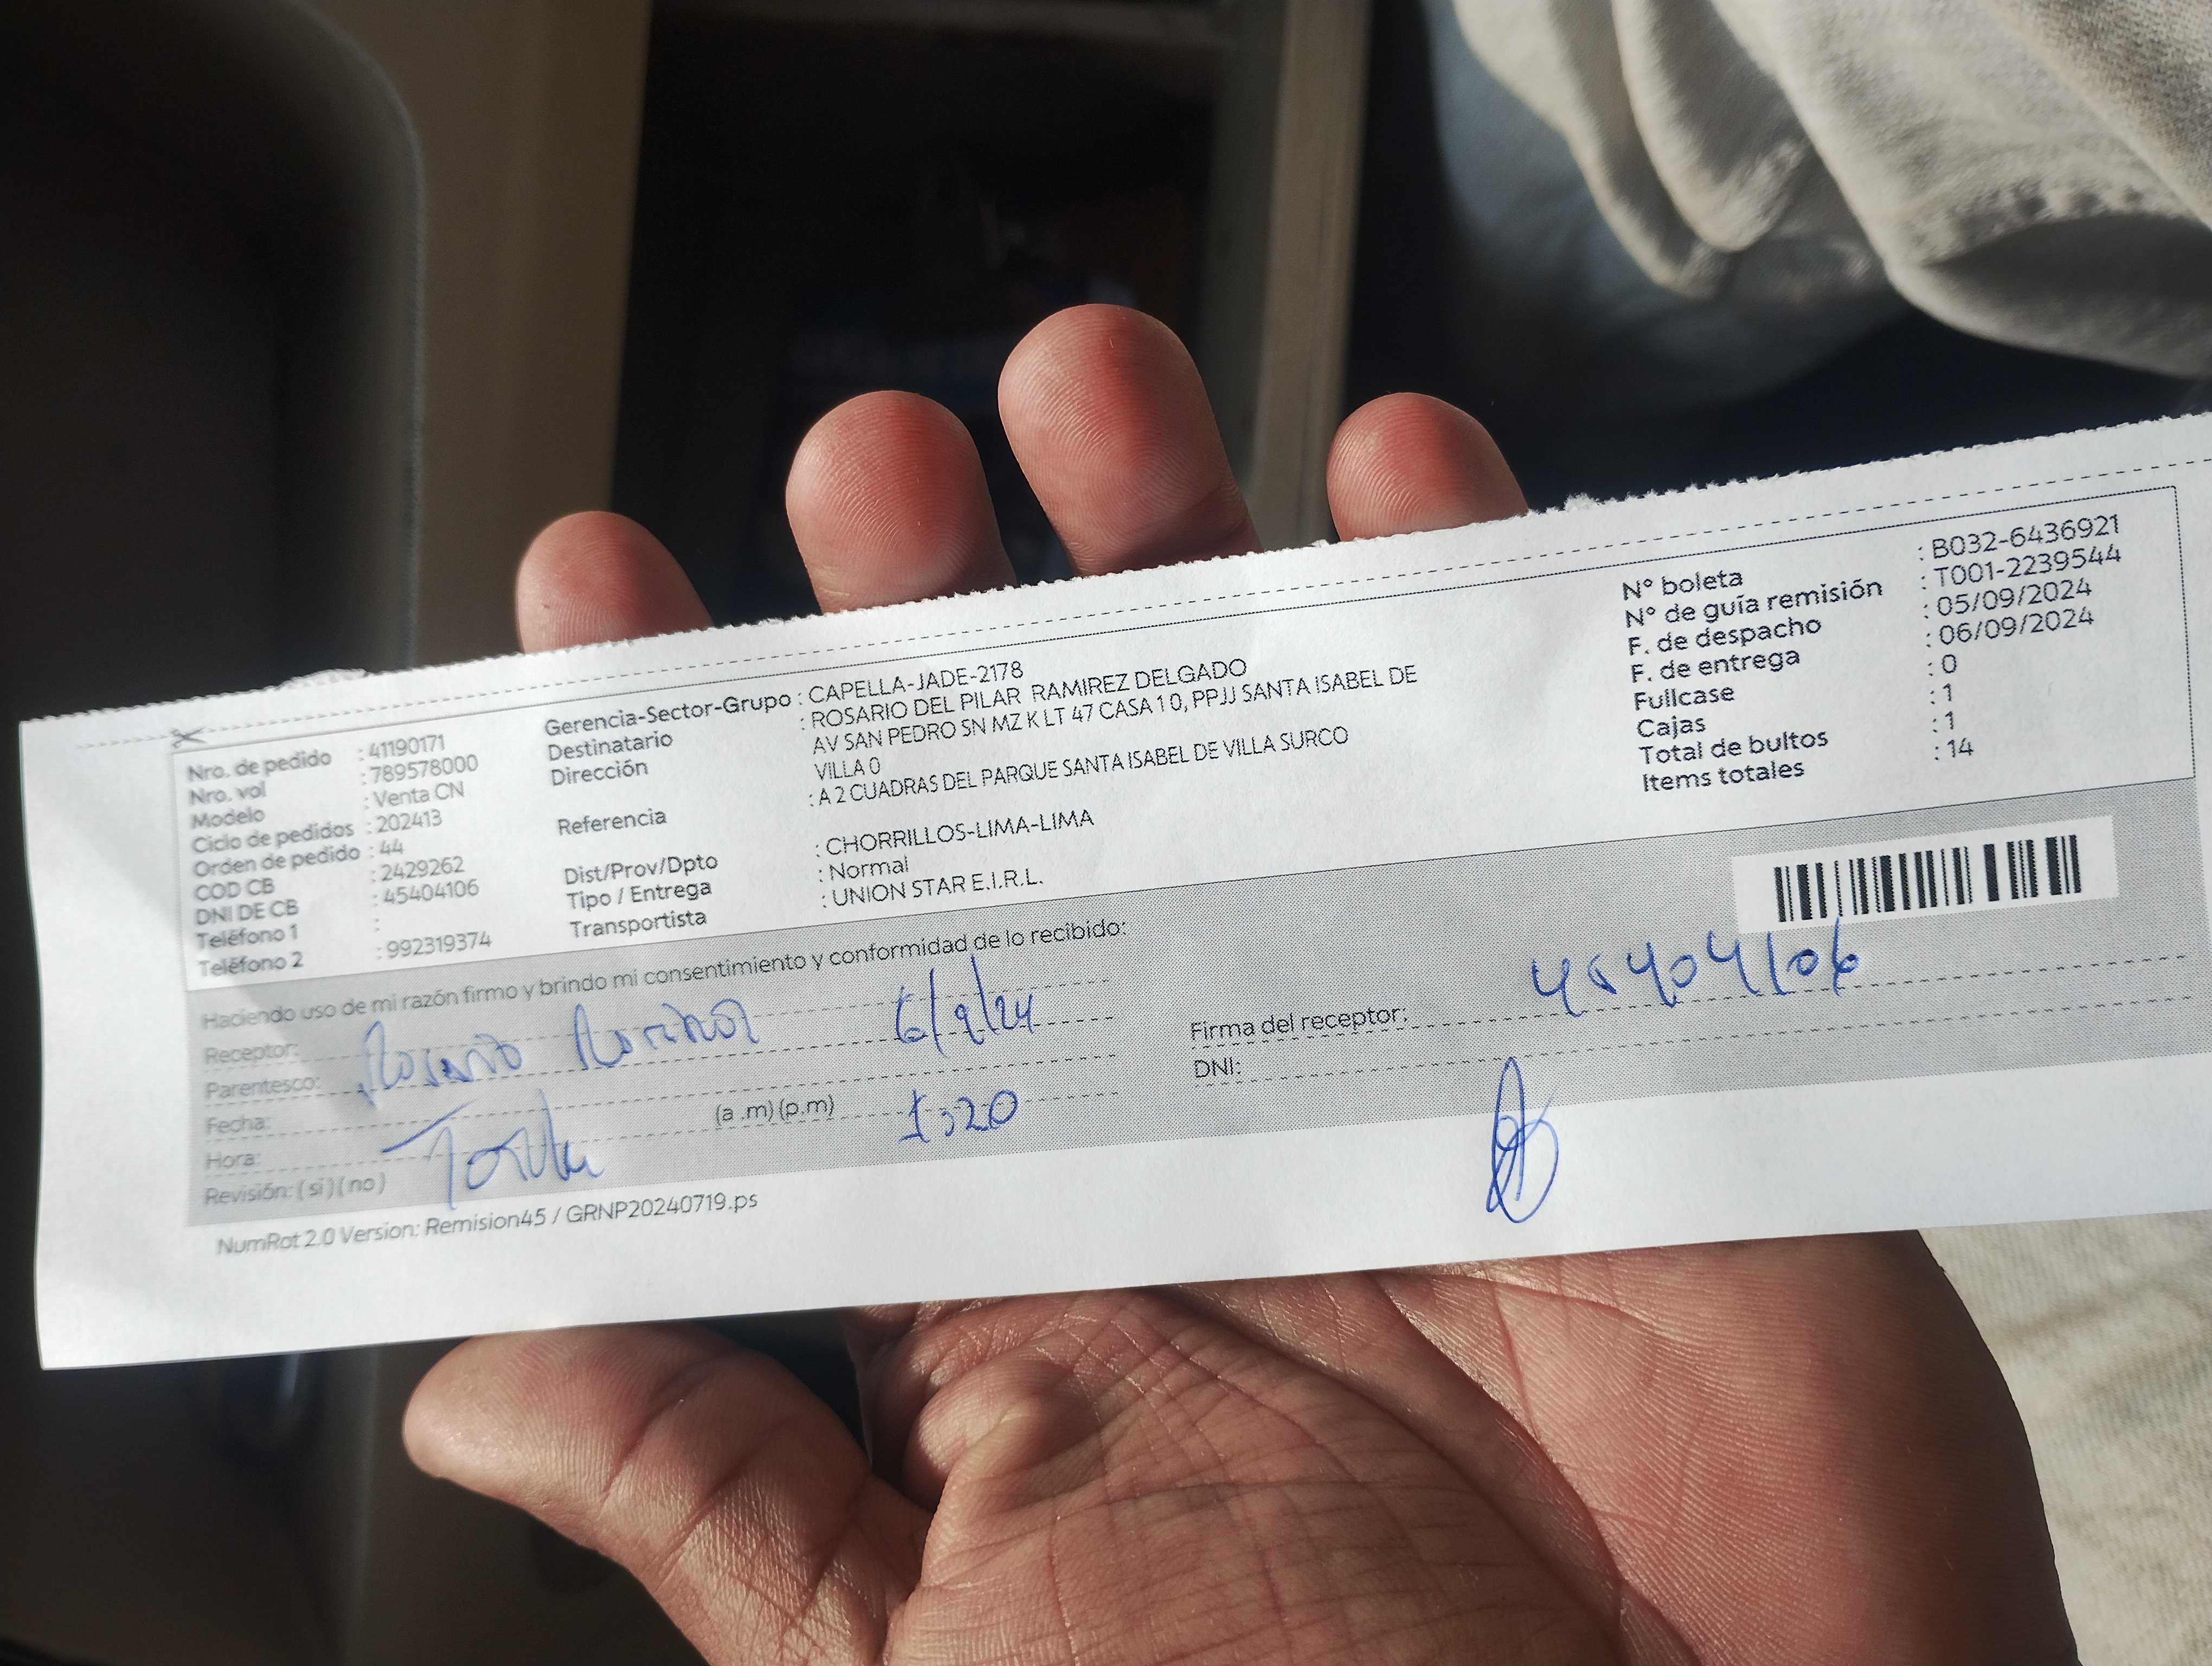 Nro. de pedido : 41190171
Nro. vol : 789578000
Modelo : Venta CN
Ciclo de pedidos : 202413
Orden de pedido : 44
COD CB : 2429262
DNI DE CB : 45404106
Teléfono 1 :
Teléfono 2 : 992319374
Gerencia-Sector-Grupo : CAPELLA-JADE-2178
Destinatario : ROSARIO DEL PILAR RAMIREZ DELGADO
Dirección AV SAN PEDRO SN MZ K LT 47 CASA 1 0, PPJJ SANTA ISABEL DE
VILLA 0
Referencia : A 2 CUADRAS DEL PARQUE SANTA ISABEL DE VILLA SURCO
Dist/Prov/Dpto : CHORRILLOS-LIMA-LIMA
Tipo / Entrega : Normal
Transportista : UNION STAR E.I.R.L.
N° boleta : B032-6436921
N° de guía remisión : T001-2239544
F. de despacho : 05/09/2024
F. de entrega : 06/09/2024
Fullcase : 0
Cajas : 1
Total de bultos : 1
Items totales : 14
Haciendo uso de mi razón firmo y brindo mi consentimiento y conformidad de lo recibido:
Receptor:
Parentesco: Rosario 6/9/24
Fecha:
Hora: (a .m) (p.m) 1:20
Revisión: ( si ) ( no )
Firma del receptor: 45404106
DNI:
NumRot 2.0 Version: Remision45 / GRNP20240719.ps